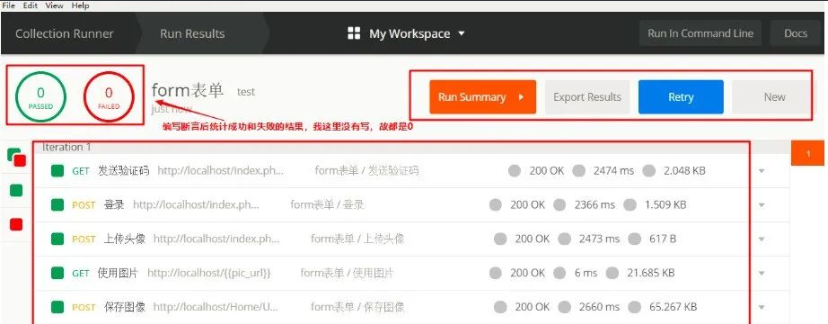 File Edit View Help
Collection Runner Run Results My Workspace Run In Command Line Docs
0 PASSED 0 FAILED form表单 test
just now
Run Summary Export Results Retry New
编写断言后统计成功和失败的结果，我这里没有写，故都是0
Iteration 1
1
GET 发送验证码 http://localhost/index.ph... form表单 / 发送验证码 200 OK 2474 ms 2.048 KB
POST 登录 http://localhost/index.ph... form表单 / 登录 200 OK 2366 ms 1.509 KB
POST 上传头像 http://localhost/index.ph... form表单 / 上传头像 200 OK 2473 ms 617 B
GET 使用图片 http://localhost/{{pic_url}} form表单 / 使用图片 200 OK 6 ms 21.685 KB
POST 保存图像 http://localhost/Home/U... form表单 / 保存图像 200 OK 2660 ms 65.267 KB